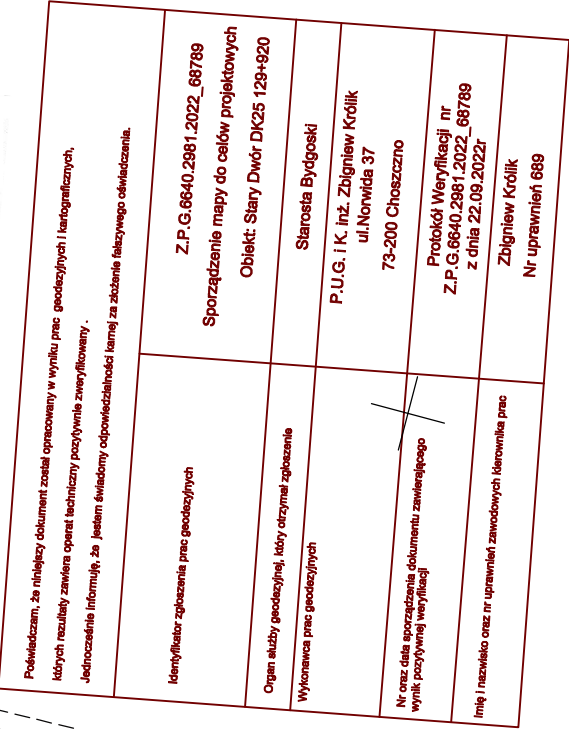 Poświadczam, że niniejszy dokument został opracowany w wyniku prac geodezyjnych i kartograficznych,
których rezultaty zawiera operat techniczny pozytywnie zweryfikowany .
Jednocześnie informuję, że jestem świadomy odpowiedzialności karnej za złożenie fałszywego oświadczenia.
Identyfikator zgłoszenia prac geodezyjnych
Z.P.G.6640.2981.2022_68789
Sporządzenie mapy do celów projektowych
Obiekt: Stary Dwór DK25 129+920
Organ służby geodezyjnej, który otrzymał zgłoszenie
Starosta Bydgoski
Wykonawca prac geodezyjnych
P.U.G. i K. inż. Zbigniew Królik
ul.Norwida 37
73-200 Choszczno
Nr oraz data sporządzenia dokumentu zawierającego
wynik pozytywnej weryfikacji
Protokół Weryfikacji nr
Z.P.G.6640.2981.2022_68789
z dnia 22.09.2022r
Imię i nazwisko oraz nr uprawnień zawodowych kierownika prac
Zbigniew Królik
Nr uprawnień 689